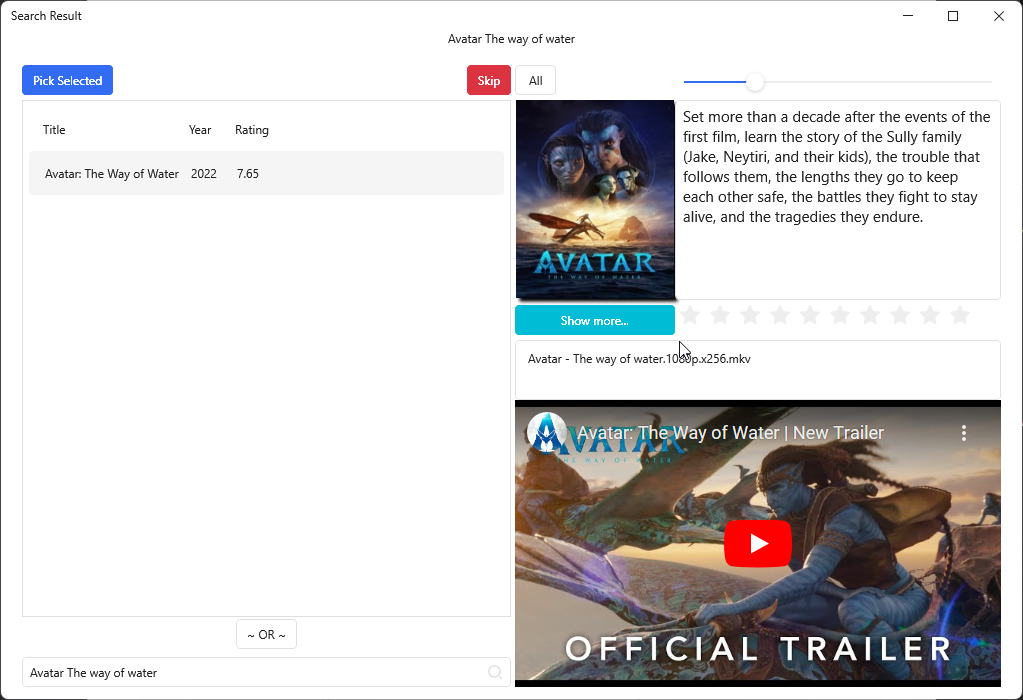 Search Result
Avatar The way of water
Pick Selected
Skip
All
Title Year Rating
Avatar: The Way of Water 2022 7.65
Set more than a decade after the events of the
first film, learn the story of the Sully family
(Jake, Neytiri, and their kids), the trouble that
follows them, the lengths they go to keep
each other safe, the battles they fight to stay
alive, and the tragedies they endure.
AVATAR
THE WAY OF WATER
Show more...
Avatar - The way of water.1080p.x256.mkv
Avatar: The Way of Water | New Trailer
AVATAR
THE WAY OF WATER
OFFICIAL TRAILER
~ OR ~
Avatar The way of water